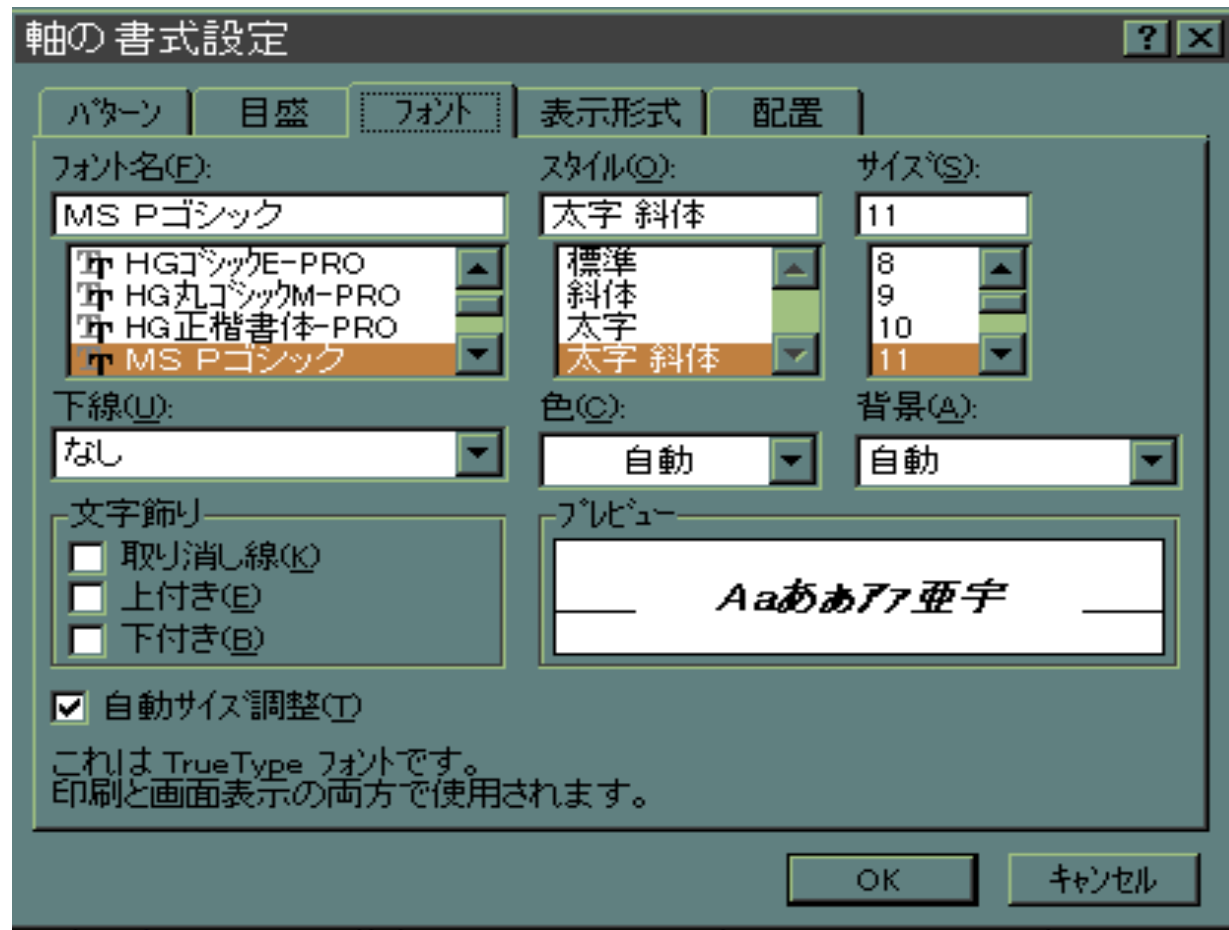 軸の書式設定
パターン 目盛 フォント 表示形式 配置
フォント名(F): スタイル(O): サイズ(S):
MS Pゴシック 太字 斜体 11
HGゴシックE-PRO 標準 8
HG丸ゴシックM-PRO 斜体 9
HG正楷書体-PRO 太字 10
MS Pゴシック 太字 斜体 11
下線(U): 色(C): 背景(A):
なし 自動 自動
文字飾り プレビュー
取り消し線(K)
上付き(E) Aaあぁアァ亜宇
下付き(B)
自動サイズ調整(T)
これは TrueType フォントです。
印刷と画面表示の両方で使用されます。
OK キャンセル